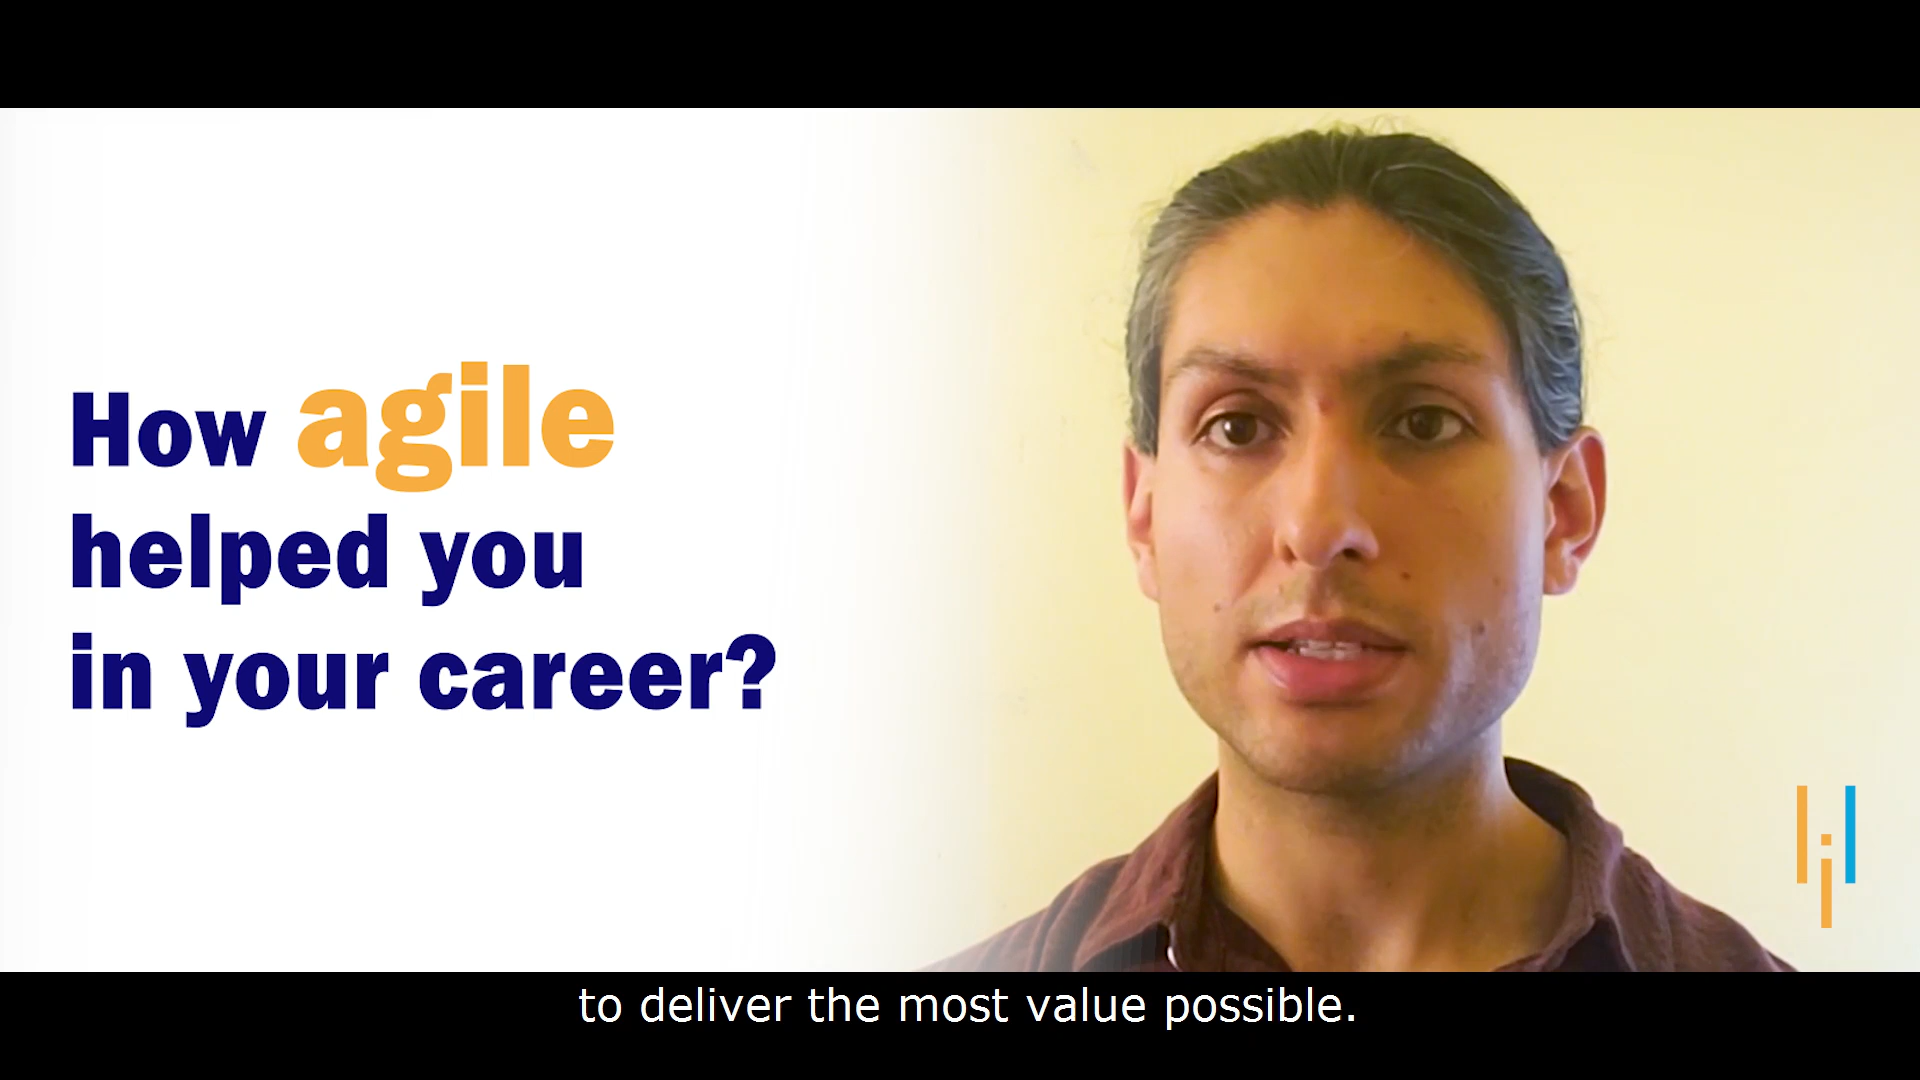 How agile
helped you
in your career?
to deliver the most value possible.